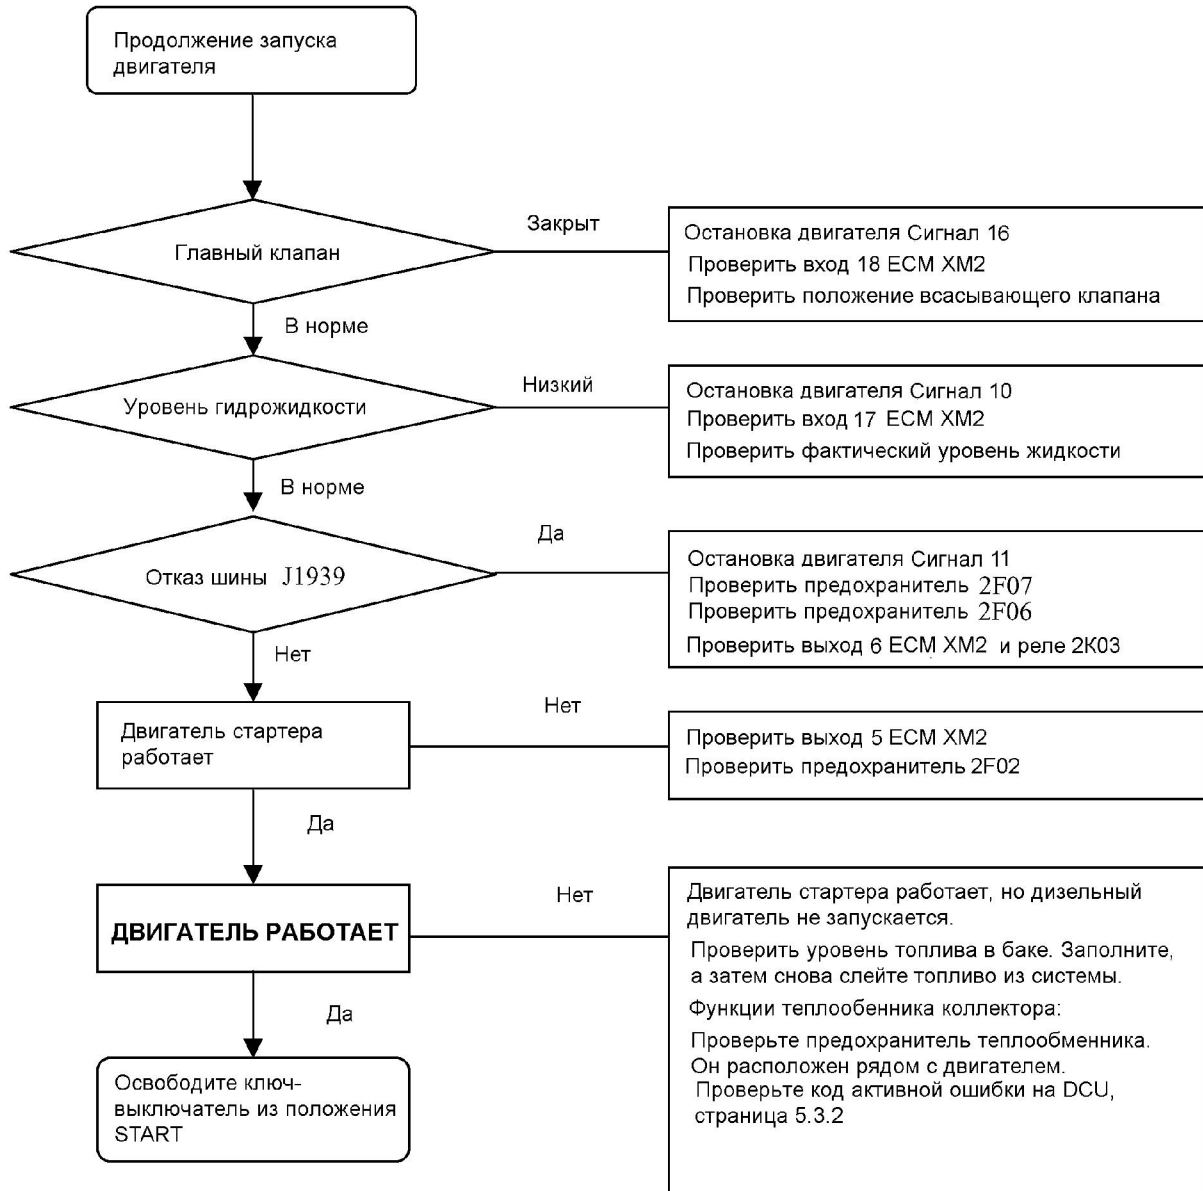 Продолжение запуска
двигателя
Главный клапан
Закрыт
Остановка двигателя Сигнал 16
Проверить вход 18 ECM XM2
Проверить положение всасывающего клапана
В норме
Уровень гидрожидкости
Низкий
Остановка двигателя Сигнал 10
Проверить вход 17 ECM XM2
Проверить фактический уровень жидкости
В норме
Отказ шины J1939
Да
Остановка двигателя Сигнал 11
Проверить предохранитель 2F07
Проверить предохранитель 2F06
Проверить выход 6 ECM XM2 и реле 2K03
Нет
Двигатель стартера
работает
Нет
Проверить выход 5 ECM XM2
Проверить предохранитель 2F02
Да
ДВИГАТЕЛЬ РАБОТАЕТ
Нет
Двигатель стартера работает, но дизельный
двигатель не запускается.
Проверить уровень топлива в баке. Заполните,
а затем снова слейте топливо из системы.
Функции теплообенника коллектора:
Проверьте предохранитель теплообменника.
Он расположен рядом с двигателем.
Проверьте код активной ошибки на DCU,
страница 5.3.2
Да
Освободите ключ-
выключатель из положения
START